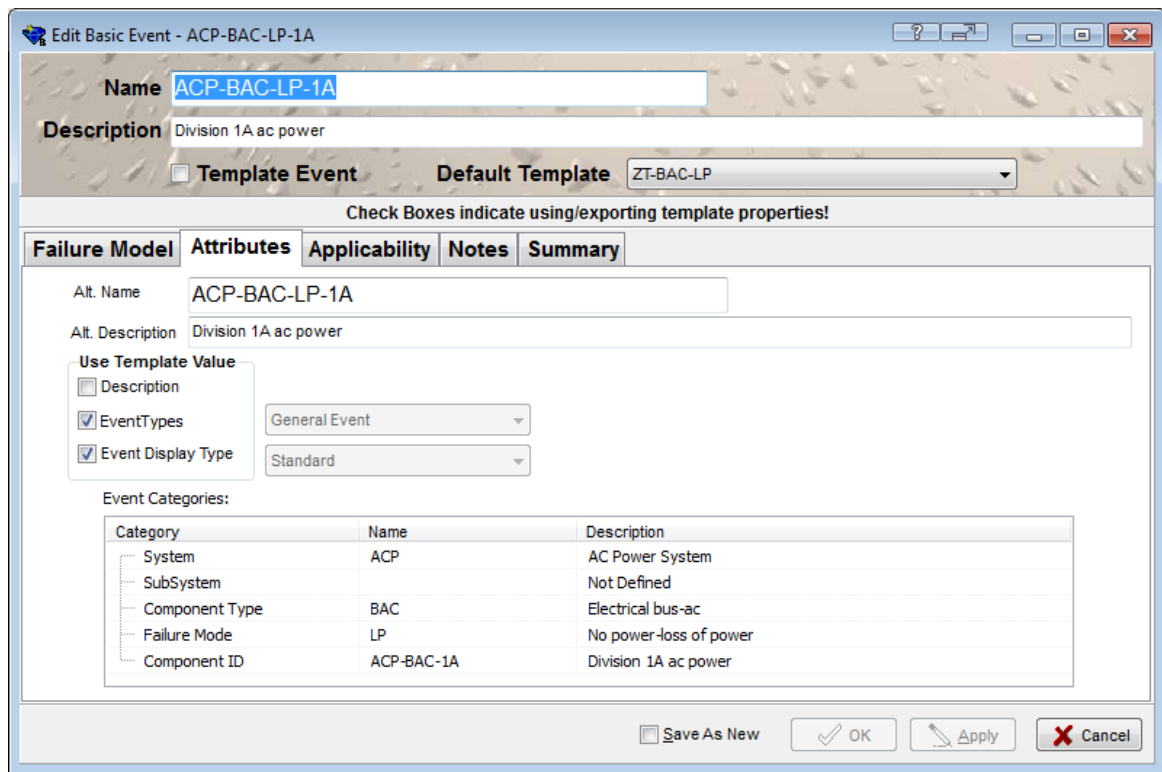 Edit Basic Event - ACP-BAC-LP-1A
Name ACP-BAC-LP-1A
Description Division 1A ac power
Template Event Default Template ZT-BAC-LP
Check Boxes indicate using/exporting template properties!
Failure Model Attributes Applicability Notes Summary
Alt. Name ACP-BAC-LP-1A
Alt. Description Division 1A ac power
Use Template Value
Description
EventTypes General Event
Event Display Type Standard
Event Categories:
Category Name Description
System ACP AC Power System
SubSystem Not Defined
Component Type BAC Electrical bus-ac
Failure Mode LP No power-loss of power
Component ID ACP-BAC-1A Division 1A ac power
Save As New OK Apply Cancel